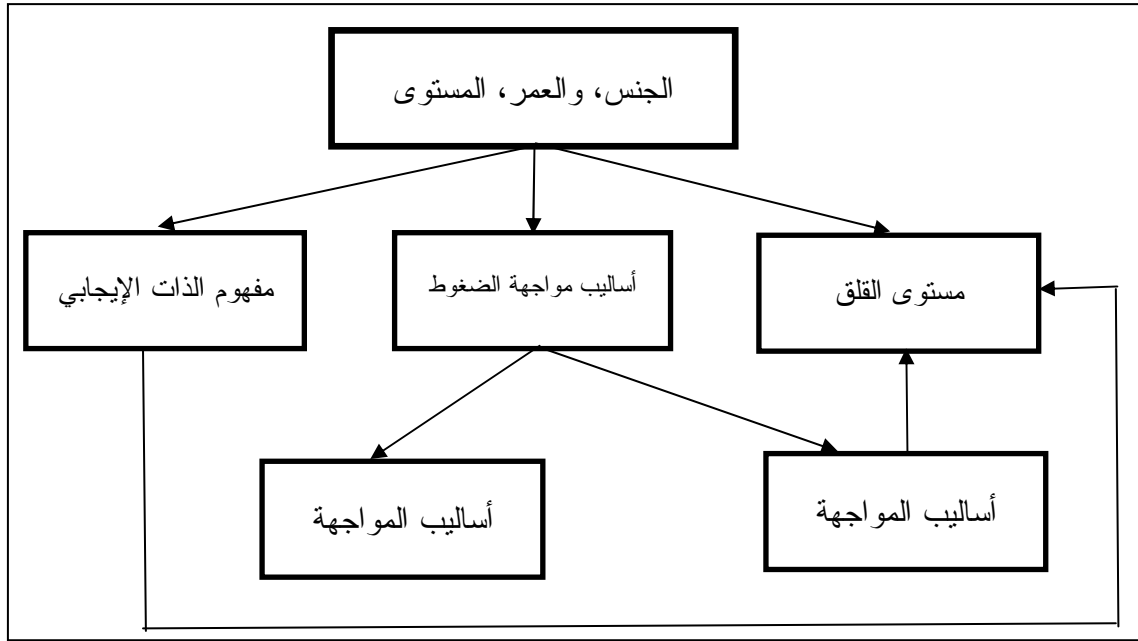 الجنس، والعمر، المستوى
مستوى القلق
أساليب مواجهة الضغوط
مفهوم الذات الإيجابي
أساليب المواجهة
أساليب المواجهة